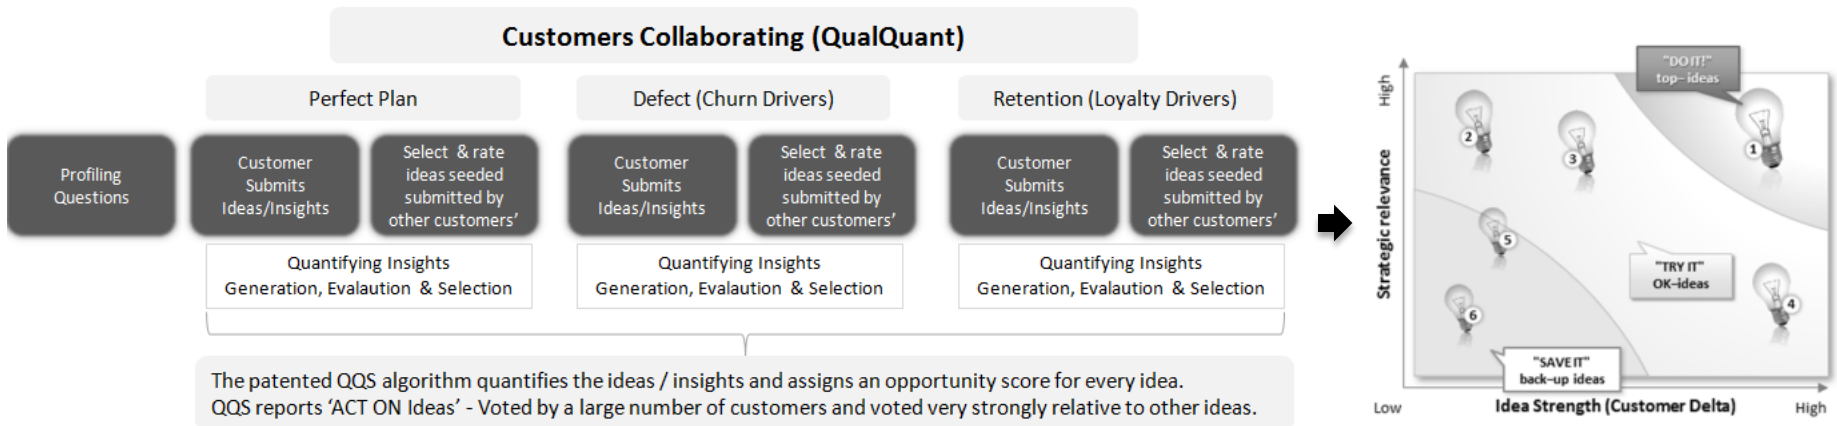 Customers Collaborating (QualQuant)
Perfect Plan
Defect (Churn Drivers)
Retention (Loyalty Drivers)
Profiling
Questions
Customer
Submits
Ideas/Insights
Select & rate
ideas seeded
submitted by
other customers’
Customer
Submits
Ideas/Insights
Select & rate
ideas seeded
submitted by
other customers’
Customer
Submits
Ideas/Insights
Select & rate
ideas seeded
submitted by
other customers’
Quantifying Insights
Generation, Evalaution & Selection
Quantifying Insights
Generation, Evalaution & Selection
Quantifying Insights
Generation, Evalaution & Selection
The patented QQS algorithm quantifies the ideas / insights and assigns an opportunity score for every idea.
QQS reports ‘ACT ON Ideas’ - Voted by a large number of customers and voted very strongly relative to other ideas.
High
Strategic relevance
"DO IT!"
top–ideas
2
3
1
5
"TRY IT"
OK–ideas
4
6
"SAVE IT"
back–up ideas
Low
Idea Strength (Customer Delta)
High